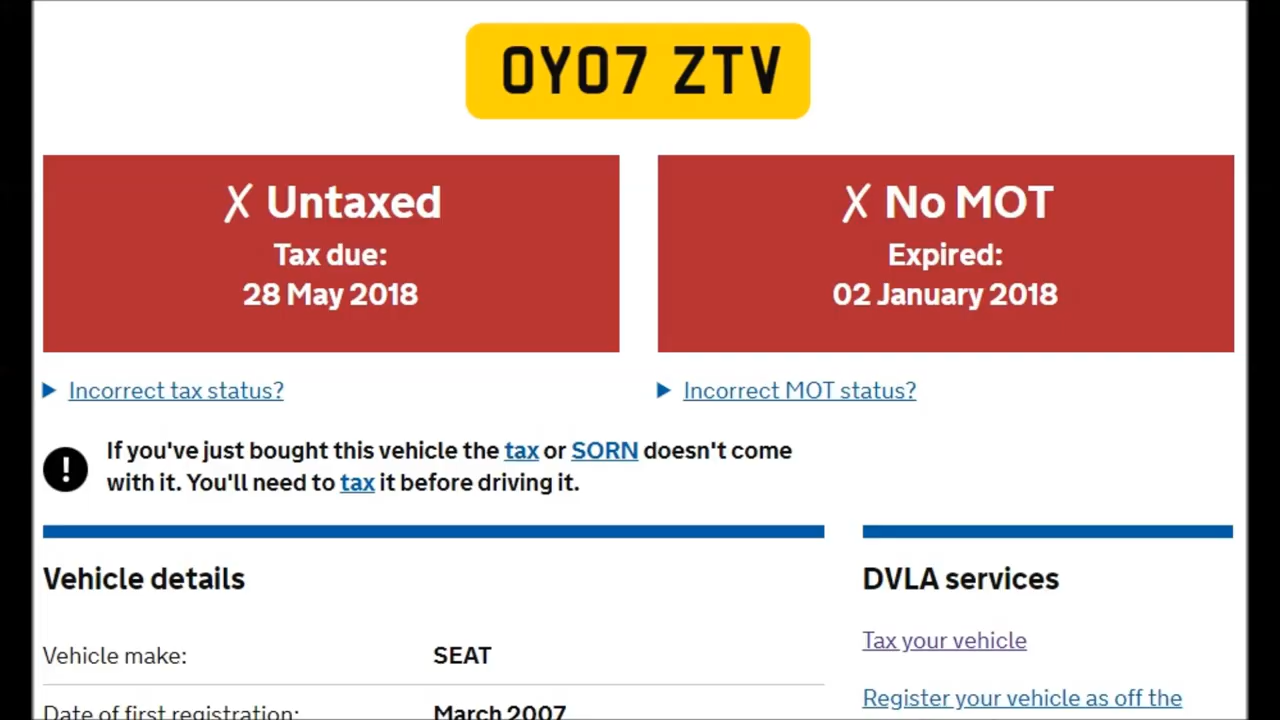 OY07 ZTV
✗ Untaxed
Tax due:
28 May 2018
✗ No MOT
Expired:
02 January 2018
Incorrect tax status?
Incorrect MOT status?
If you've just bought this vehicle the tax or SORN doesn't come
with it. You'll need to tax it before driving it.
Vehicle details
Vehicle make: SEAT
Date of first registration: March 2007
DVLA services
Tax your vehicle
Register your vehicle as off the